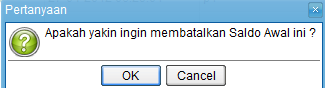 Pertanyaan
Apakah yakin ingin membatalkan Saldo Awal ini ?
OK
Cancel